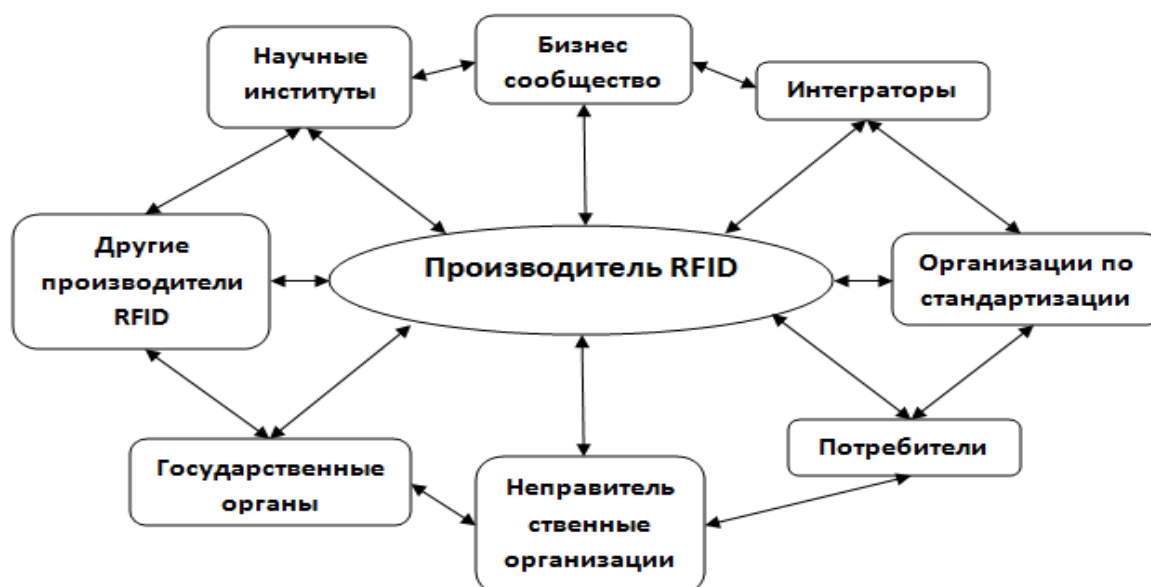 Научные
институты
Бизнес
сообщество
Интеграторы
Другие
производители
RFID
Производитель RFID
Организации по
стандартизации
Государственные
органы
Неправитель
ственные
организации
Потребители